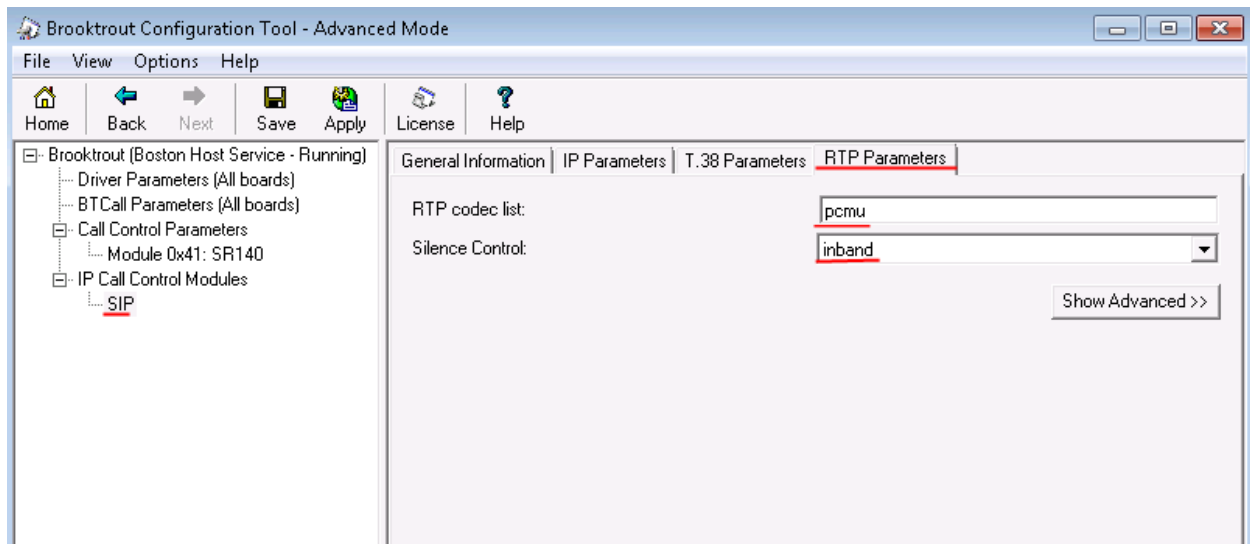 Brooktrout Configuration Tool - Advanced Mode
File View Options Help
Home Back Next Save Apply License Help
Brooktrout (Boston Host Service - Running)
Driver Parameters (All boards)
BTCall Parameters (All boards)
Call Control Parameters
Module 0x41: SR140
IP Call Control Modules
SIP
General Information IP Parameters T.38 Parameters RTP Parameters
RTP codec list: pcmu
Silence Control: inband
Show Advanced >>